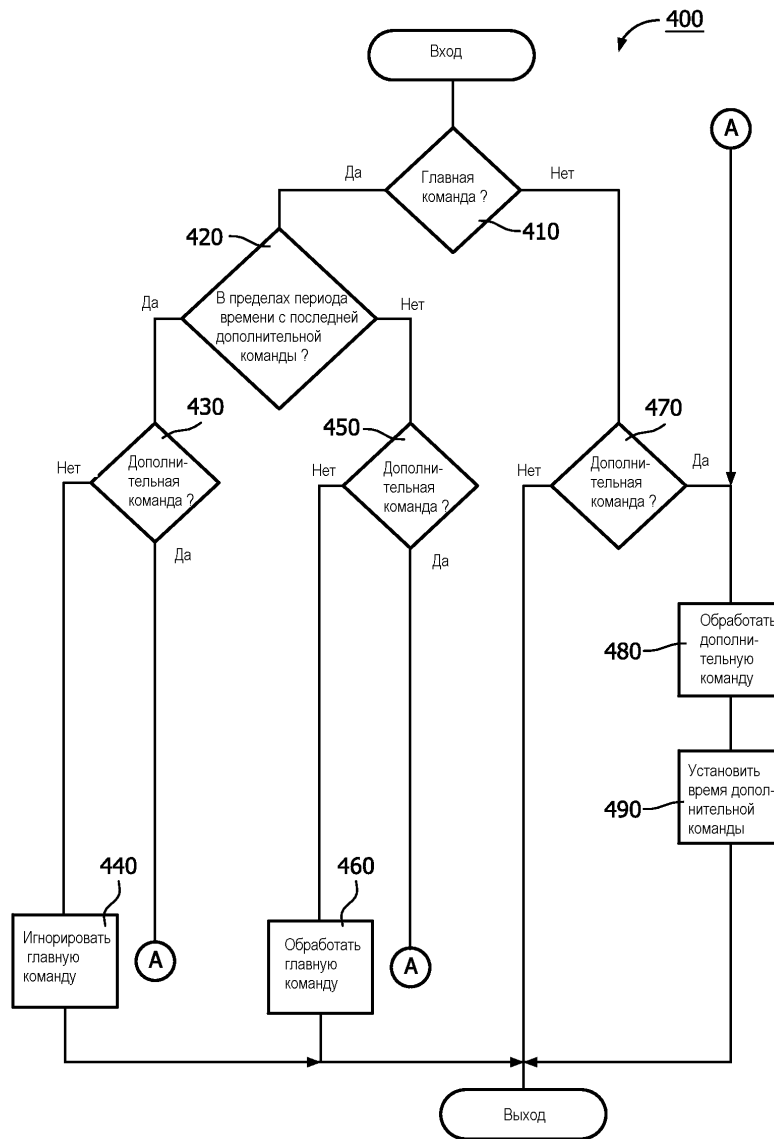 400
Вход
А
Главная
команда ?
Да
Нет
410
420
В пределах периода
времени с последней
дополнительной
команды ?
Да
Нет
430
Дополни-
тельная
команда ?
Нет
Да
450
Дополни-
тельная
команда ?
Нет
Да
470
Дополни-
тельная
команда ?
Нет
Да
Обработать
дополни-
тельную
команду
480
Установить
время допол-
нительной
команды
490
440
Игнорировать
главную
команду
А
460
Обработать
главную
команду
А
Выход